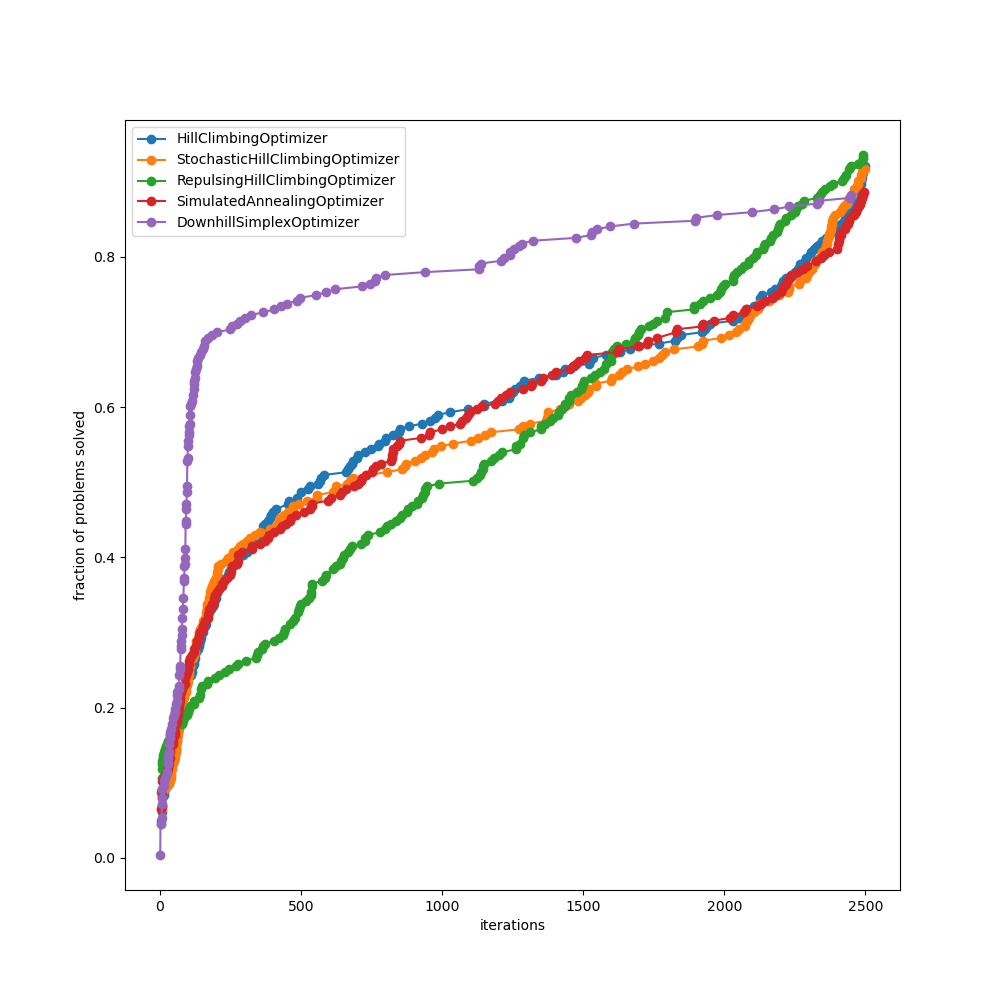 HillClimbingOptimizer
StochasticHillClimbingOptimizer
RepulsingHillClimbingOptimizer
SimulatedAnnealingOptimizer
DownhillSimplexOptimizer
fraction of problems solved
0.8
0.6
0.4
0.2
0.0
0 500 1000 1500 2000 2500
iterations